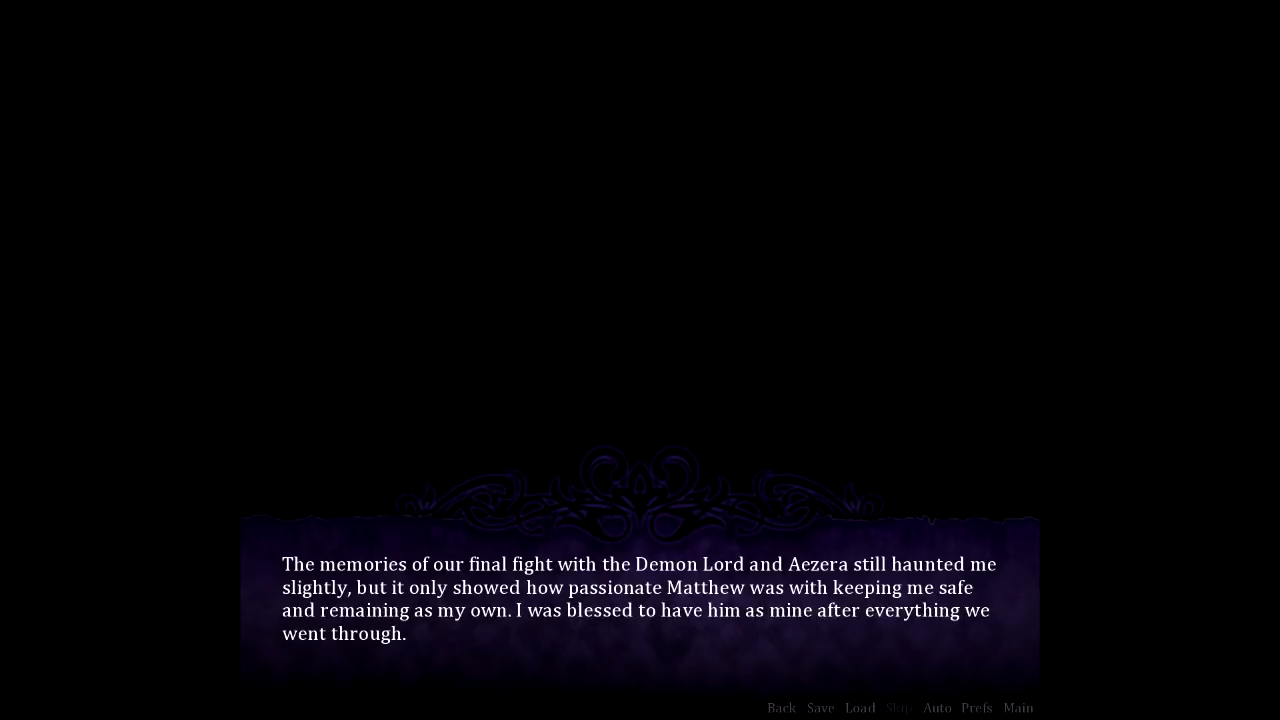 The memories of our final fight with the Demon Lord and Aezera still haunted me
slightly, but it only showed how passionate Matthew was with keeping me safe
and remaining as my own. I was blessed to have him as mine after everything we
went through.
Back Save Load Skip Auto Prefs Main